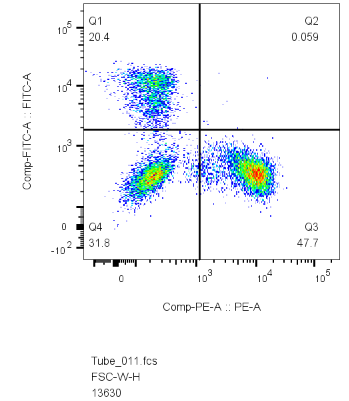 Q1
20.4
Q2
0.059
10^5
10^4
10^3
0
-10^2
Comp-FITC-A :: FITC-A
Q4
31.8
Q3
47.7
0
10^3
10^4
10^5
Comp-PE-A :: PE-A
Tube_011.fcs
FSC-W-H
13630